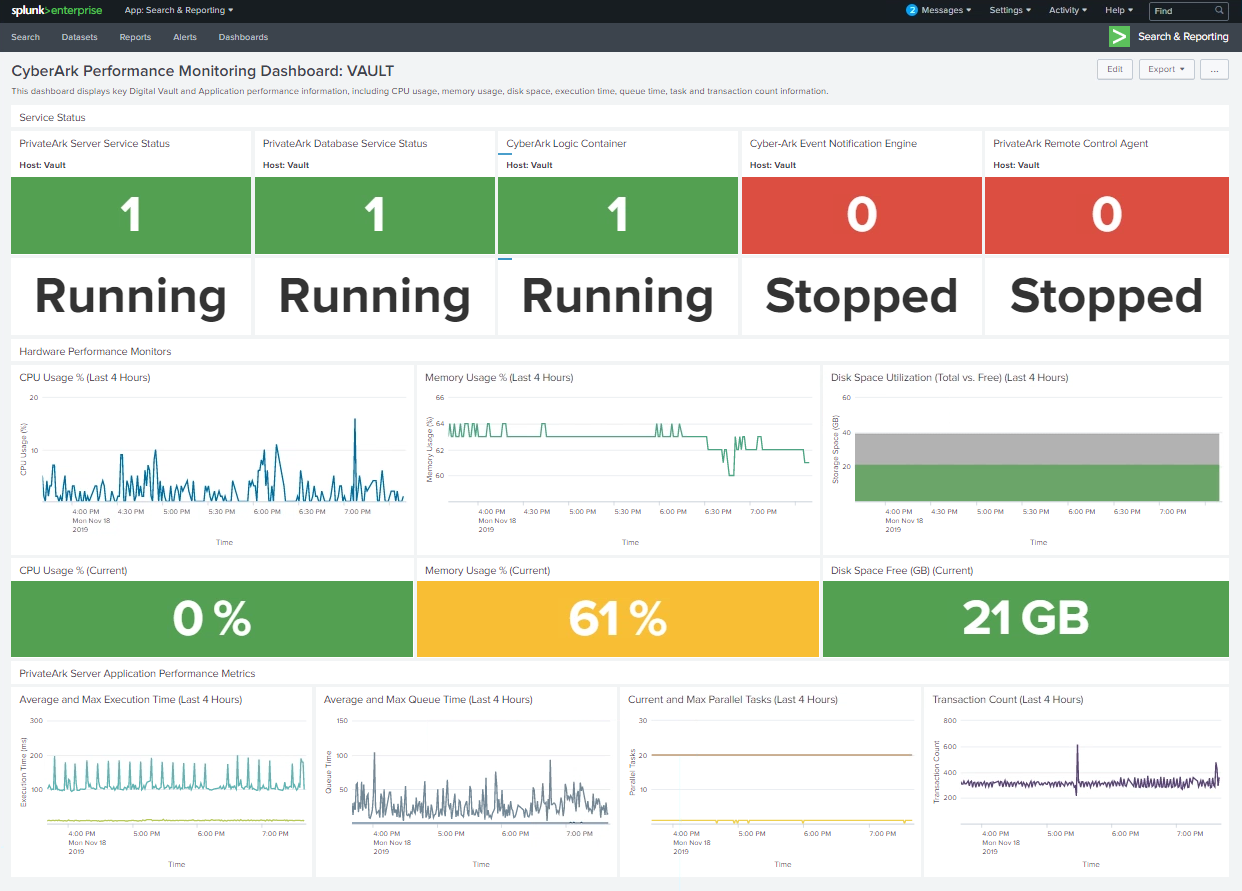 splunk>enterprise App: Search & Reporting ▾ 2 Messages ▾ Settings ▾ Activity ▾ Help ▾ Find
Search Datasets Reports Alerts Dashboards Search & Reporting
CyberArk Performance Monitoring Dashboard: VAULT Edit Export ▾ ...
This dashboard displays key Digital Vault and Application performance information, including CPU usage, memory usage, disk space, execution time, queue time, task and transaction count information.
Service Status
PrivateArk Server Service Status PrivateArk Database Service Status CyberArk Logic Container Cyber-Ark Event Notification Engine PrivateArk Remote Control Agent
Host: Vault Host: Vault Host: Vault Host: Vault Host: Vault
1 1 1 0 0
Running Running Running Stopped Stopped
Hardware Performance Monitors
CPU Usage % (Last 4 Hours)
CPU Usage (%)
20
10
4:00 PM 4:30 PM 5:00 PM 5:30 PM 6:00 PM 6:30 PM 7:00 PM
Mon Nov 18
2019
Time
Memory Usage % (Last 4 Hours)
Memory Usage (%)
66
64
62
60
4:00 PM 4:30 PM 5:00 PM 5:30 PM 6:00 PM 6:30 PM 7:00 PM
Mon Nov 18
2019
Time
Disk Space Utilization (Total vs. Free) (Last 4 Hours)
Storage Space (GB)
60
40
20
4:00 PM 4:30 PM 5:00 PM 5:30 PM 6:00 PM 6:30 PM 7:00 PM
Mon Nov 18
2019
Time
CPU Usage % (Current) Memory Usage % (Current) Disk Space Free (GB) (Current)
0 % 61 % 21 GB
PrivateArk Server Application Performance Metrics
Average and Max Execution Time (Last 4 Hours)
Execution Time (ms)
300
200
100
4:00 PM 5:00 PM 6:00 PM 7:00 PM
Mon Nov 18
2019
Time
Average and Max Queue Time (Last 4 Hours)
Queue Time
150
100
50
4:00 PM 5:00 PM 6:00 PM 7:00 PM
Mon Nov 18
2019
Time
Current and Max Parallel Tasks (Last 4 Hours)
Parallel Tasks
30
20
10
4:00 PM 5:00 PM 6:00 PM 7:00 PM
Mon Nov 18
2019
Time
Transaction Count (Last 4 Hours)
Transaction Count
800
600
400
200
4:00 PM 5:00 PM 6:00 PM 7:00 PM
Mon Nov 18
2019
Time